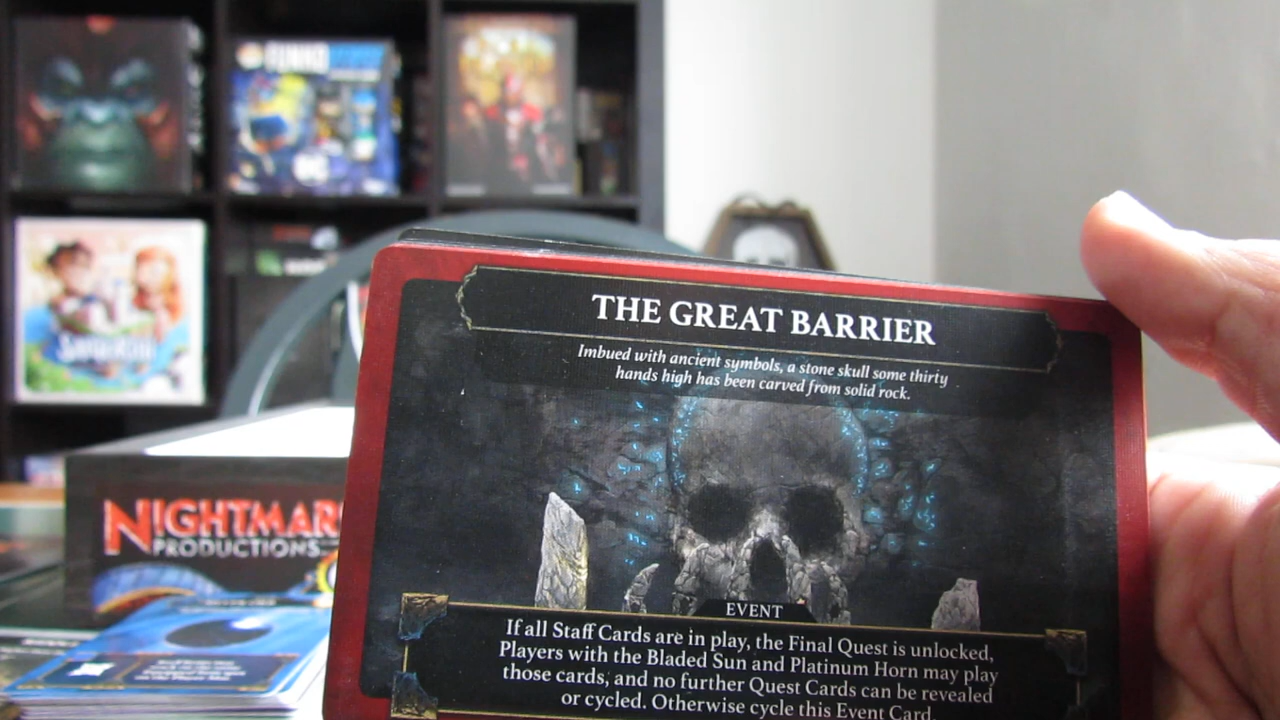 FUNKO
THE GREAT BARRIER
Imbued with ancient symbols, a stone skull some thirty
hands high has been carved from solid rock.
NIGHTMAR
PRODUCTIONS
EVENT
If all Staff Cards are in play, the Final Quest is unlocked,
Players with the Bladed Sun and Platinum Horn may play
those cards, and no further Quest Cards can be revealed
or cycled. Otherwise cycle this Event Card.